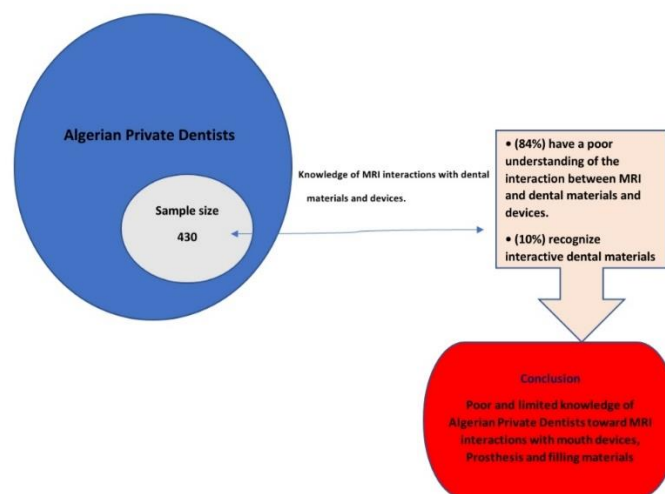 Algerian Private Dentists
Sample size
430
Knowledge of MRI interactions with dental
materials and devices.
• (84%) have a poor
understanding of the
interaction between MRI
and dental materials and
devices.
• (10%) recognize
interactive dental materials
Conclusion
Poor and limited knowledge of
Algerian Private Dentists toward MRI
interactions with mouth devices,
Prosthesis and filling materials